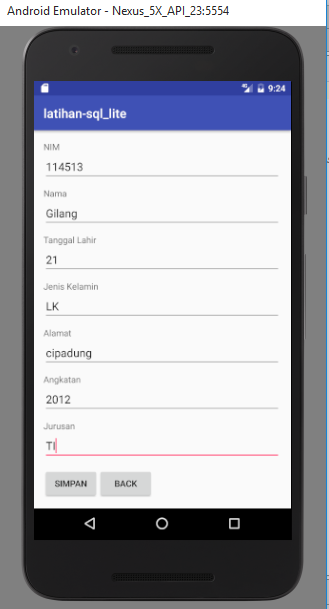 Android Emulator - Nexus_5X_API_23:5554
9:24
latihan-sql_lite
NIM
114513
Nama
Gilang
Tanggal Lahir
21
Jenis Kelamin
LK
Alamat
cipadung
Angkatan
2012
Jurusan
TI
SIMPAN BACK